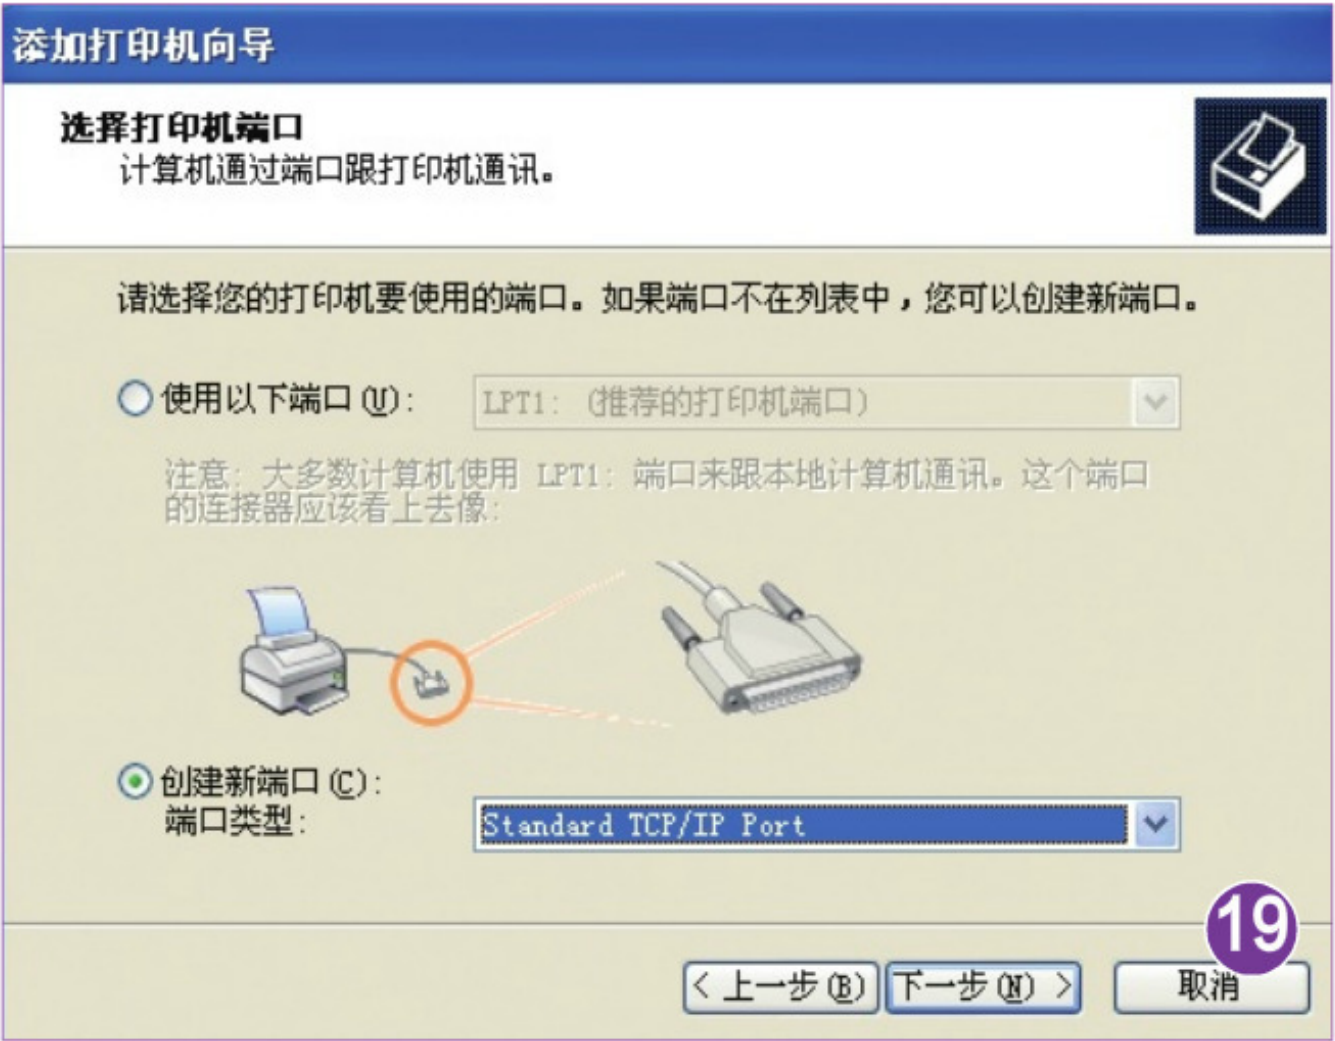 添加打印机向导
选择打印机端口
计算机通过端口跟打印机通讯。
请选择您的打印机要使用的端口。如果端口不在列表中，您可以创建新端口。
使用以下端口(U): LPT1: (推荐的打印机端口)
注意: 大多数计算机使用 LPT1: 端口来跟本地计算机通讯。这个端口
的连接器应该看上去像:
创建新端口(C):
端口类型: Standard TCP/IP Port
19
< 上一步(B) 下一步(N) > 取消